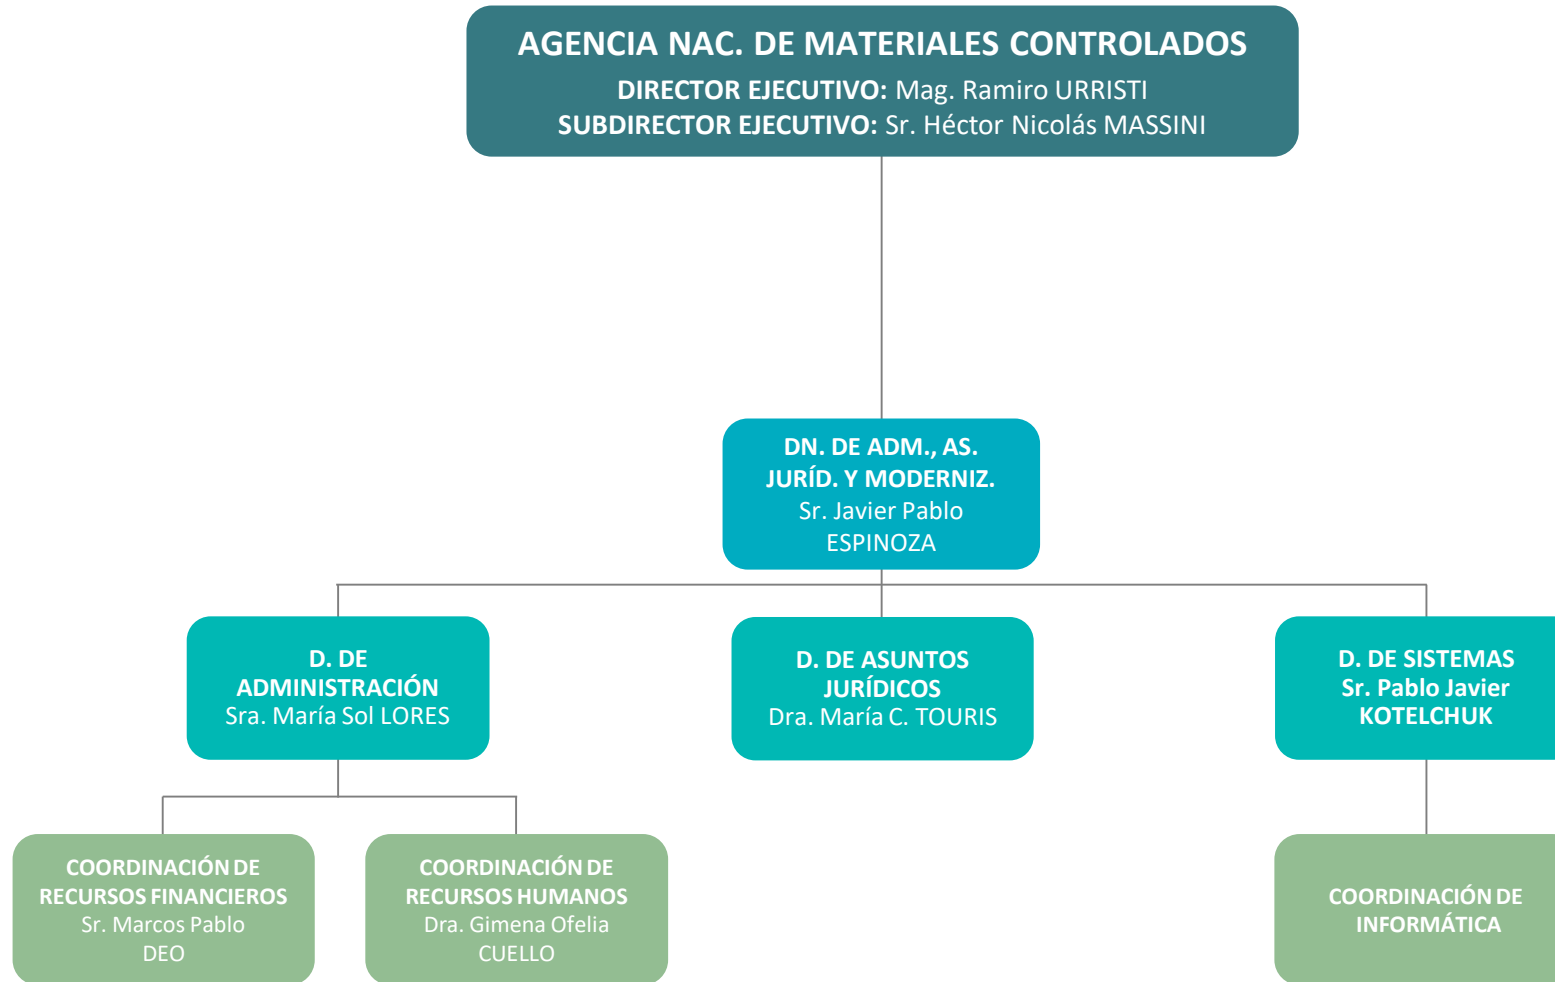 AGENCIA NAC. DE MATERIALES CONTROLADOS
DIRECTOR EJECUTIVO: Mag. Ramiro URRISTI
SUBDIRECTOR EJECUTIVO: Sr. Héctor Nicolás MASSINI
DN. DE ADM., AS.
JURÍD. Y MODERNIZ.
Sr. Javier Pablo
ESPINOZA
D. DE
ADMINISTRACIÓN
Sra. María Sol LORES
D. DE ASUNTOS
JURÍDICOS
Dra. María C. TOURIS
D. DE SISTEMAS
Sr. Pablo Javier
KOTELCHUK
COORDINACIÓN DE
RECURSOS FINANCIEROS
Sr. Marcos Pablo
DEO
COORDINACIÓN DE
RECURSOS HUMANOS
Dra. Gimena Ofelia
CUELLO
COORDINACIÓN DE
INFORMÁTICA